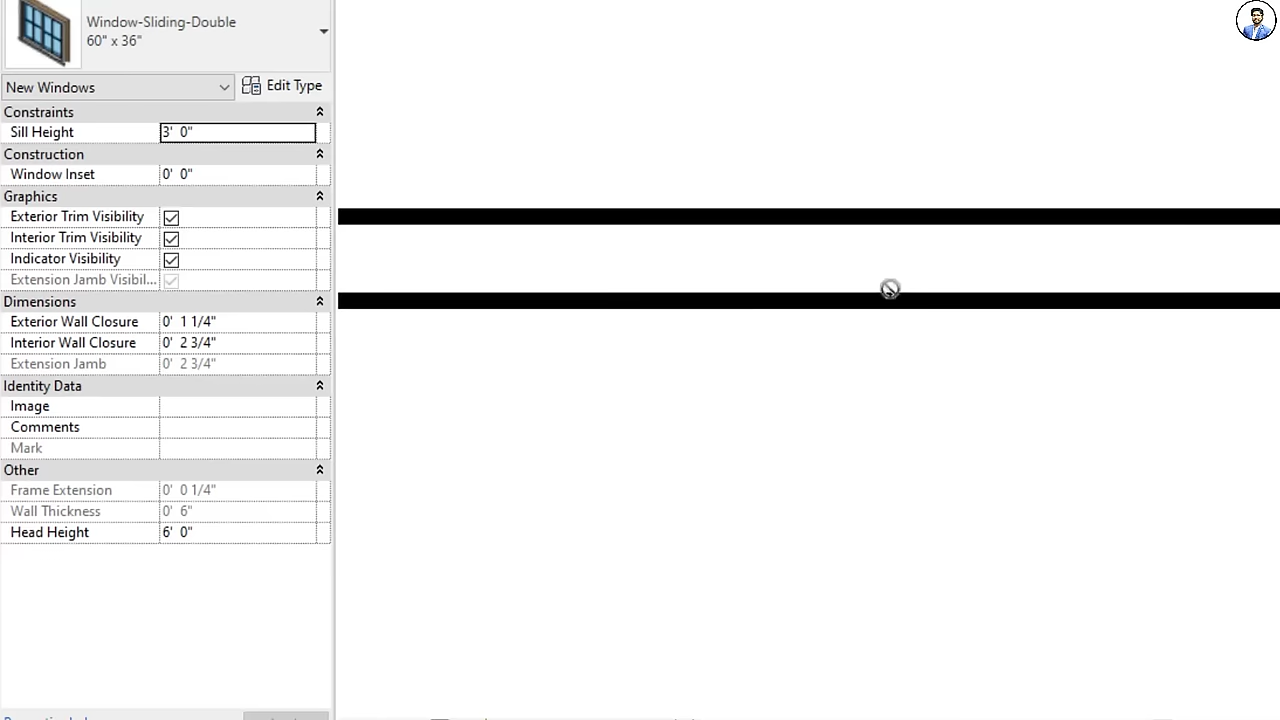 Window-Sliding-Double
60" x 36"
New Windows
Edit Type
Constraints
Sill Height 3' 0"
Construction
Window Inset 0' 0"
Graphics
Exterior Trim Visibility
Interior Trim Visibility
Indicator Visibility
Extension Jamb Visibil...
Dimensions
Exterior Wall Closure 0' 1 1/4"
Interior Wall Closure 0' 2 3/4"
Extension Jamb 0' 2 3/4"
Identity Data
Image
Comments
Mark
Other
Frame Extension 0' 0 1/4"
Wall Thickness 0' 6"
Head Height 6' 0"